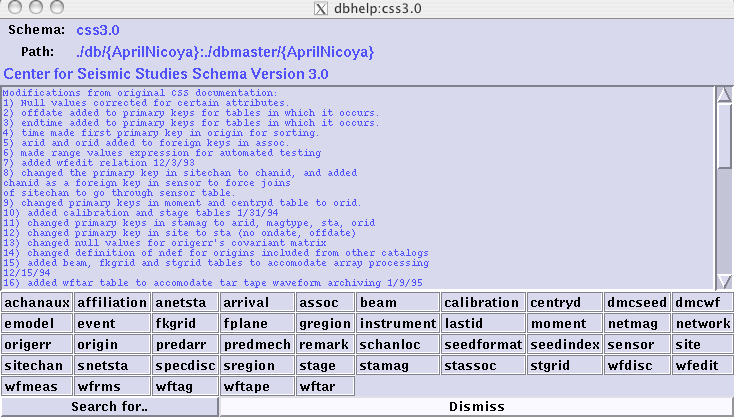 dbhelp:css3.0
Schema: css3.0
Path: ./db/{AprilNicoya}:./dbmaster/{AprilNicoya}
Center for Seismic Studies Schema Version 3.0
Modifications from original CSS documentation:
1) Null values corrected for certain attributes.
2) offdate added to primary keys for tables in which it occurs.
3) endtime added to primary keys for tables in which it occurs.
4) time made first primary key in origin for sorting.
5) arid and orid added to foreign keys in assoc.
6) made range values expression for automated testing
7) added wfedit relation 12/3/93
8) changed the primary key in sitechan to chanid, and added
chanid as a foreign key in sensor to force joins
of sitechan to go through sensor table.
9) changed primary keys in moment and centryd table to orid.
10) added calibration and stage tables 1/31/94
11) changed primary keys in stamag to arid, magtype, sta, orid
12) changed primary key in site to sta (no ondate, offdate)
13) changed null values for origerr's covariant matrix
14) changed definition of ndef for origins included from other catalogs
15) added beam, fkgrid and stgrid tables to accomodate array processing
12/15/94
16) added wftar table to accomodate tar tape waveform archiving 1/9/95
achanaux affiliation anetsta arrival assoc beam calibration centryd dmcseed dmcwf
emodel event fkgrid fplane gregion instrument lastid moment netmag network
origerr origin predarr predmech remark schanloc seedformat seedindex sensor site
sitechan snetsta specdisc sregion stage stamag stassoc stgrid wfdisc wfedit
wfmeas wfrms wftag wftape wftar
Search for.. Dismiss